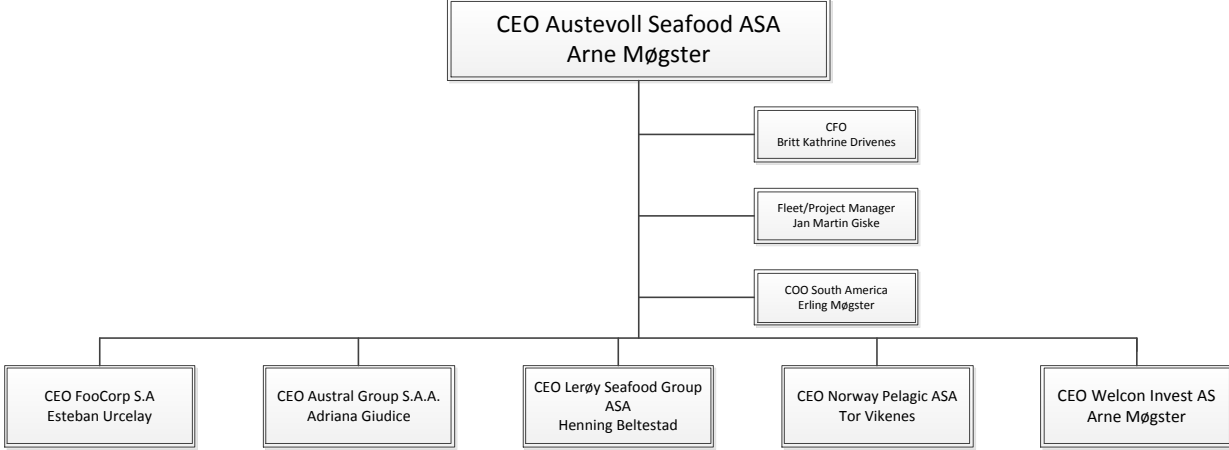 CEO Austevoll Seafood ASA
Arne Møgster
CFO
Britt Kathrine Drivenes
Fleet/Project Manager
Jan Martin Giske
COO South America
Erling Møgster
CEO FooCorp S.A
Esteban Urcelay
CEO Austral Group S.A.A.
Adriana Giudice
CEO Lerøy Seafood Group
ASA
Henning Beltestad
CEO Norway Pelagic ASA
Tor Vikenes
CEO Welcon Invest AS
Arne Møgster